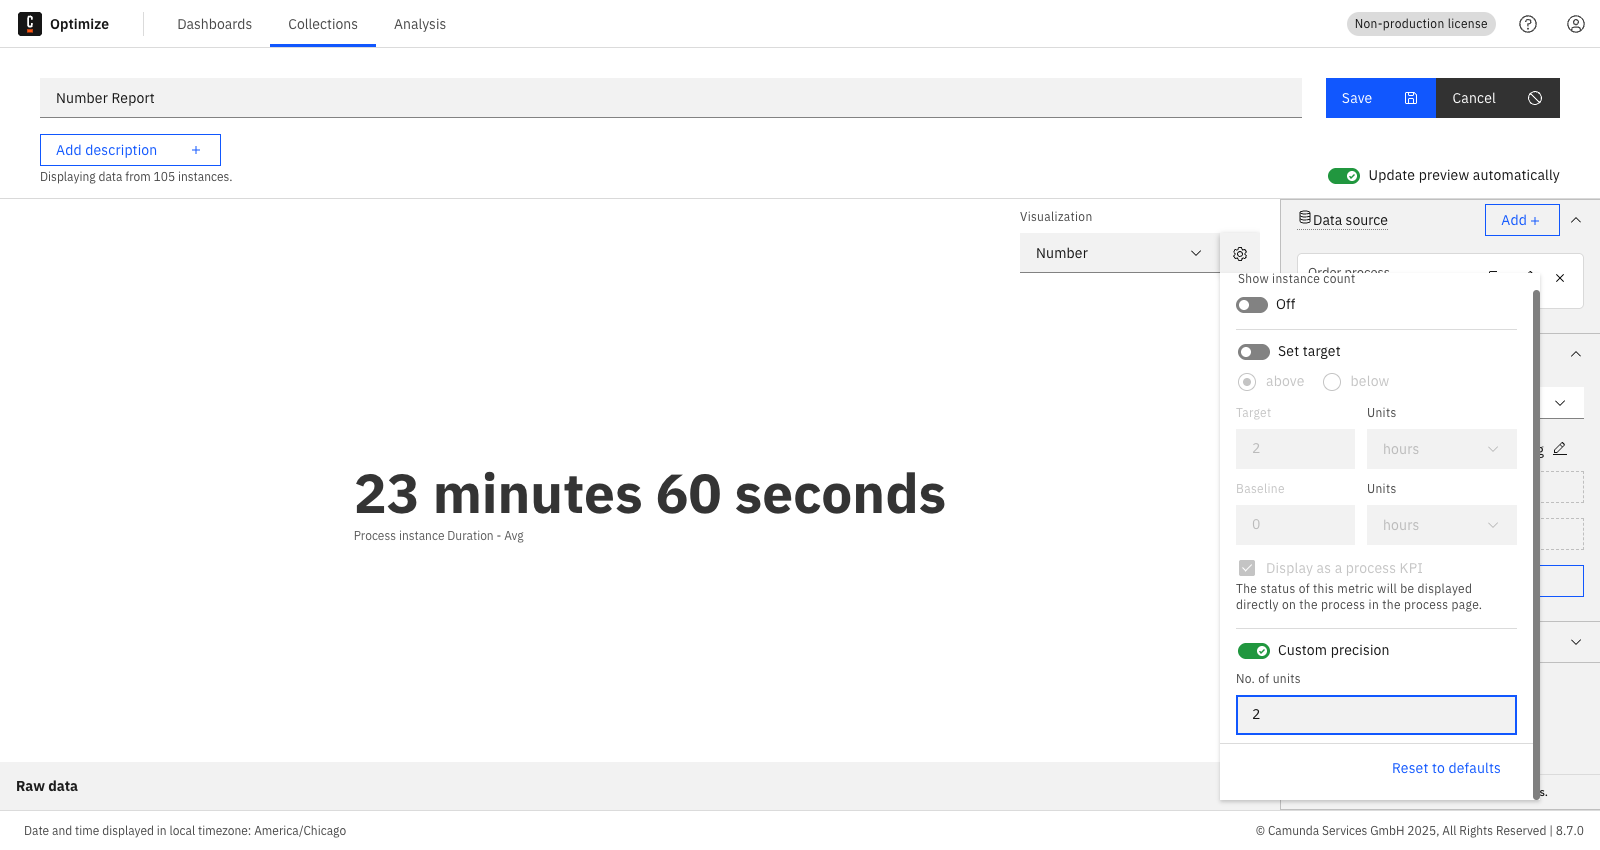 Optimize
Dashboards
Collections
Analysis
Non-production license
Number Report
Save
Cancel
Add description +
Displaying data from 105 instances.
Update preview automatically
Visualization
Number
Data source
Add +
Order process
Show instance count
Off
Set target
above
below
Target
Units
2
hours
Baseline
Units
0
hours
Display as a process KPI
The status of this metric will be displayed
directly on the process in the process page.
Custom precision
No. of units
2
Reset to defaults
23 minutes 60 seconds
Process instance Duration - Avg
Raw data
Date and time displayed in local timezone: America/Chicago
© Camunda Services GmbH 2025, All Rights Reserved | 8.7.0